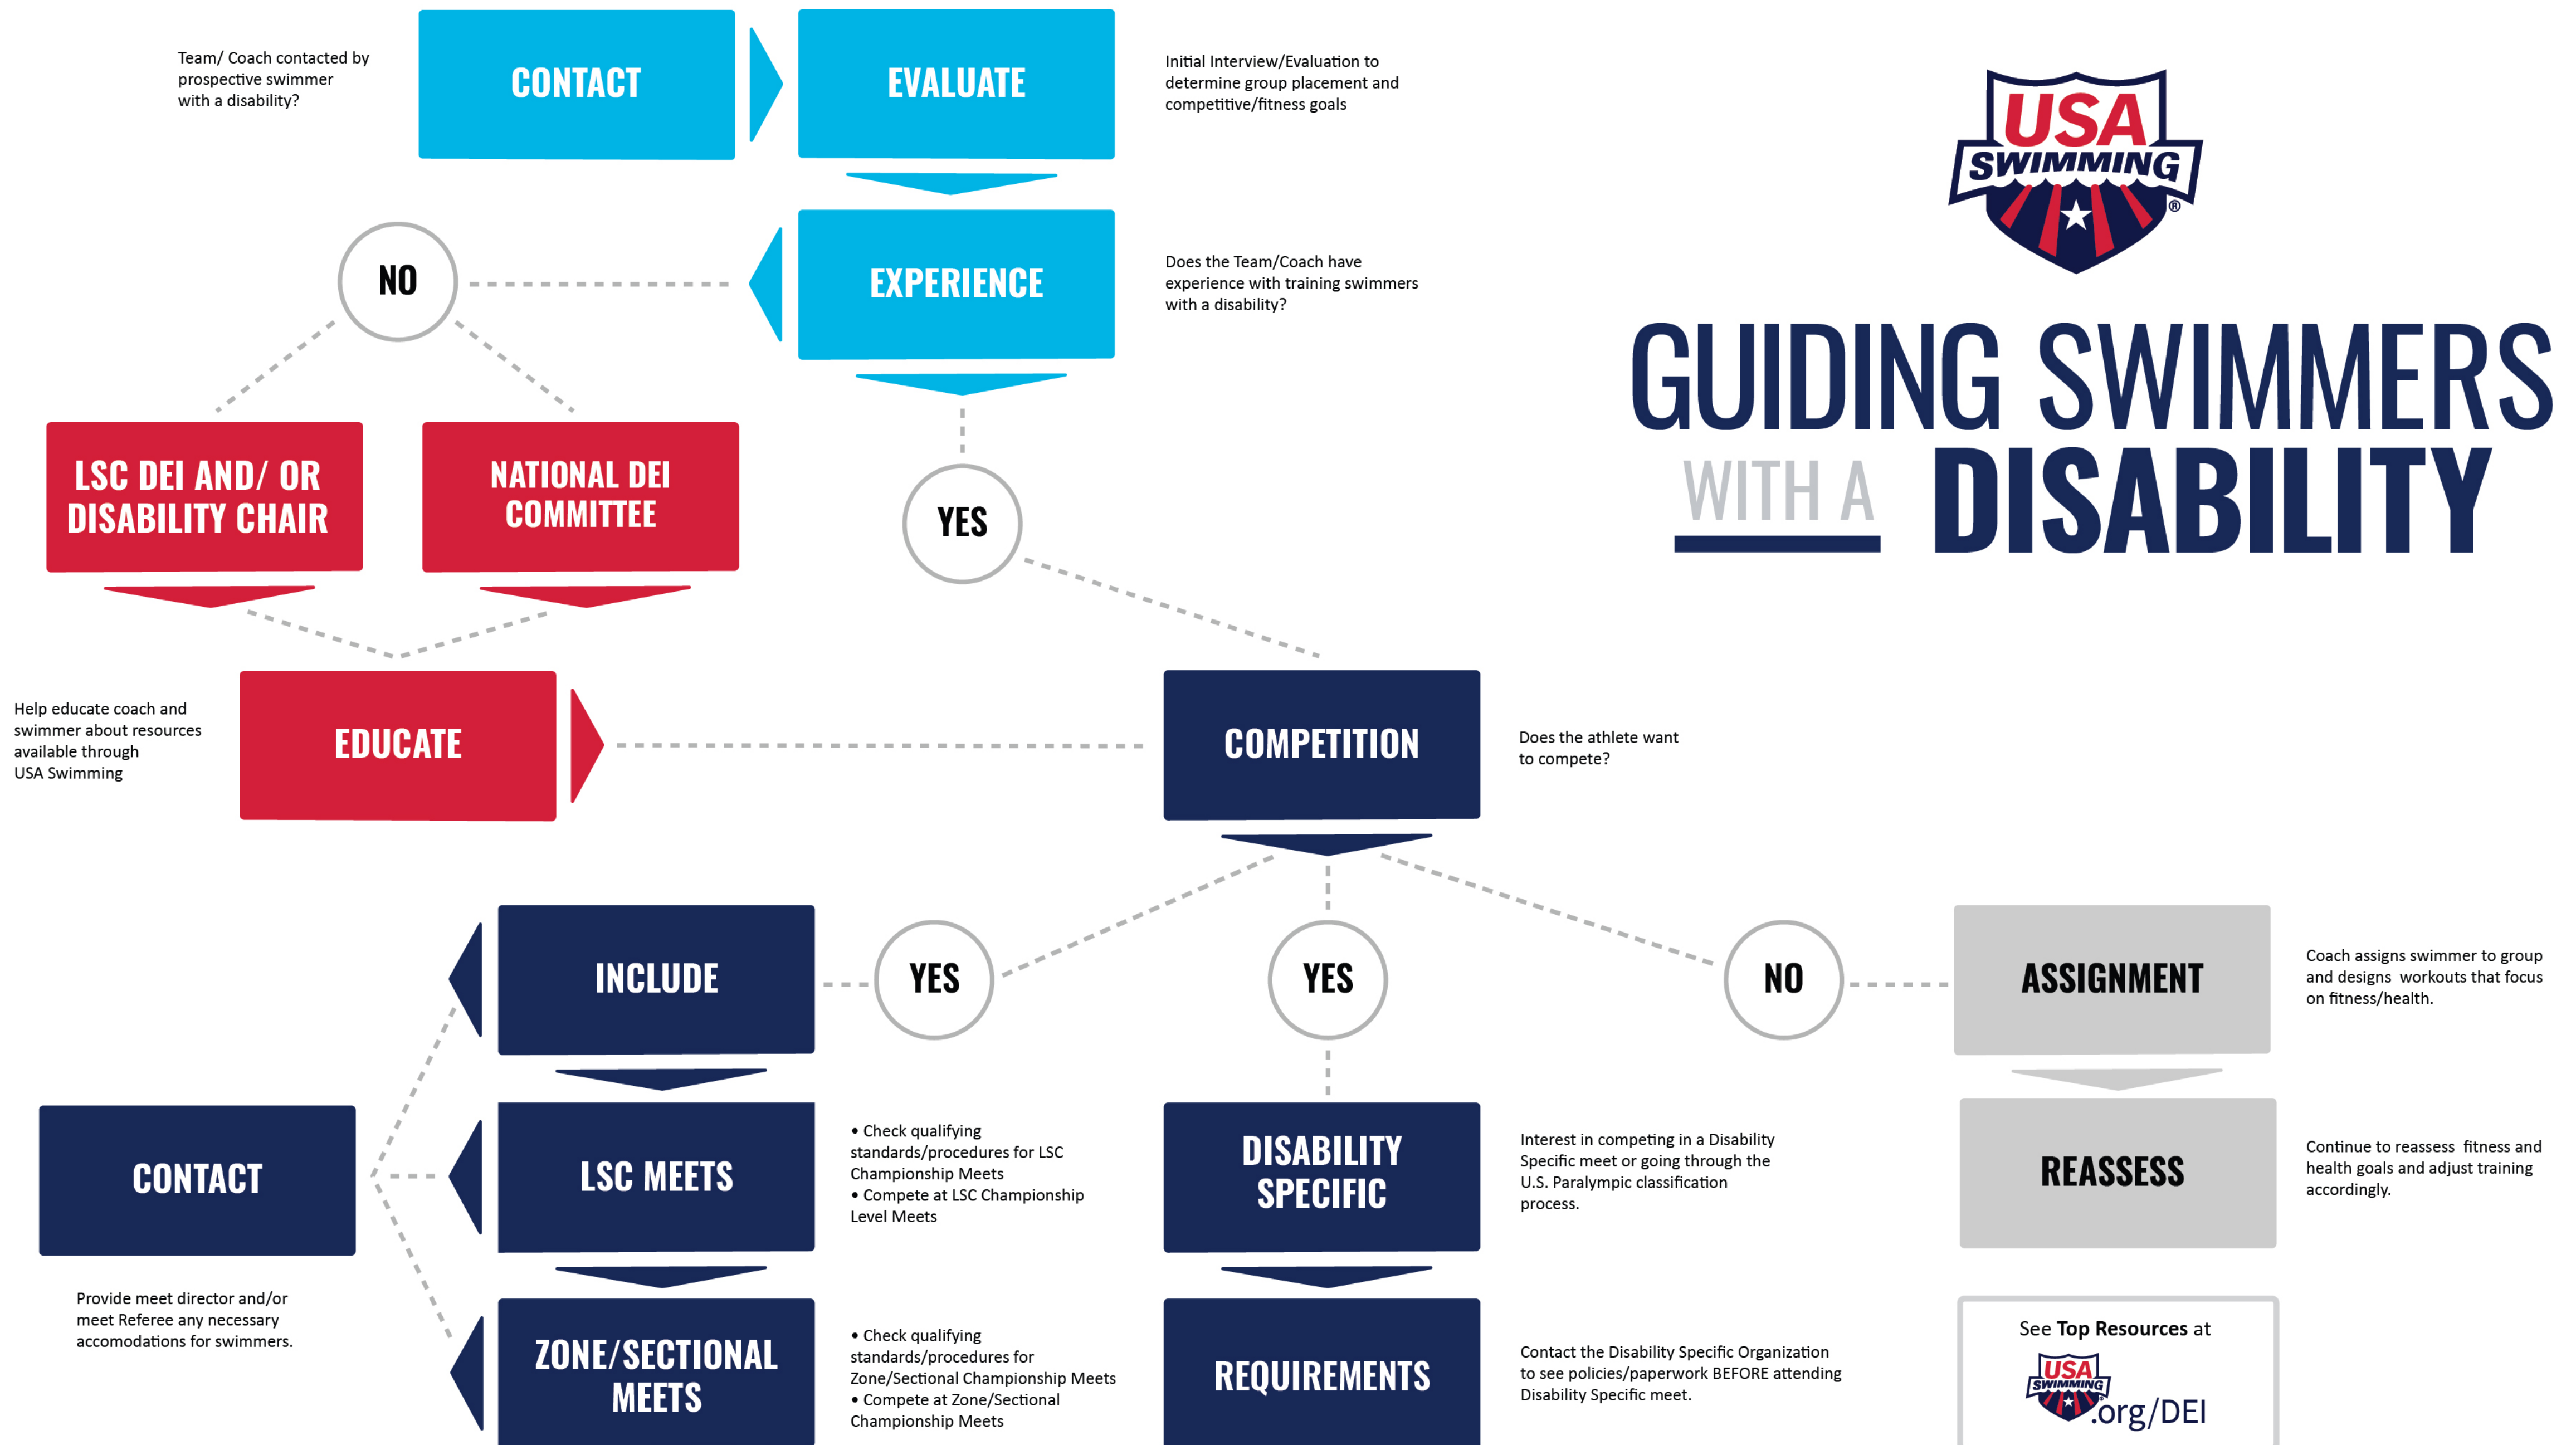 Team/ Coach contacted by
prospective swimmer
with a disability?
CONTACT
EVALUATE
Initial Interview/Evaluation to
determine group placement and
competitive/fitness goals
USA
SWIMMING
®
GUIDING SWIMMERS
WITH A DISABILITY
NO
EXPERIENCE
Does the Team/Coach have
experience with training swimmers
with a disability?
LSC DEI AND/ OR
DISABILITY CHAIR
NATIONAL DEI
COMMITTEE
YES
Help educate coach and
swimmer about resources
available through
USA Swimming
EDUCATE
COMPETITION
Does the athlete want
to compete?
INCLUDE
YES
YES
NO
ASSIGNMENT
Coach assigns swimmer to group
and designs workouts that focus
on fitness/health.
CONTACT
Provide meet director and/or
meet Referee any necessary
accomodations for swimmers.
LSC MEETS
• Check qualifying
standards/procedures for LSC
Championship Meets
• Compete at LSC Championship
Level Meets
DISABILITY
SPECIFIC
Interest in competing in a Disability
Specific meet or going through the
U.S. Paralympic classification
process.
REASSESS
Continue to reassess fitness and
health goals and adjust training
accordingly.
ZONE/SECTIONAL
MEETS
• Check qualifying
standards/procedures for
Zone/Sectional Championship Meets
• Compete at Zone/Sectional
Championship Meets
REQUIREMENTS
Contact the Disability Specific Organization
to see policies/paperwork BEFORE attending
Disability Specific meet.
See Top Resources at
USA
SWIMMING
.org/DEI